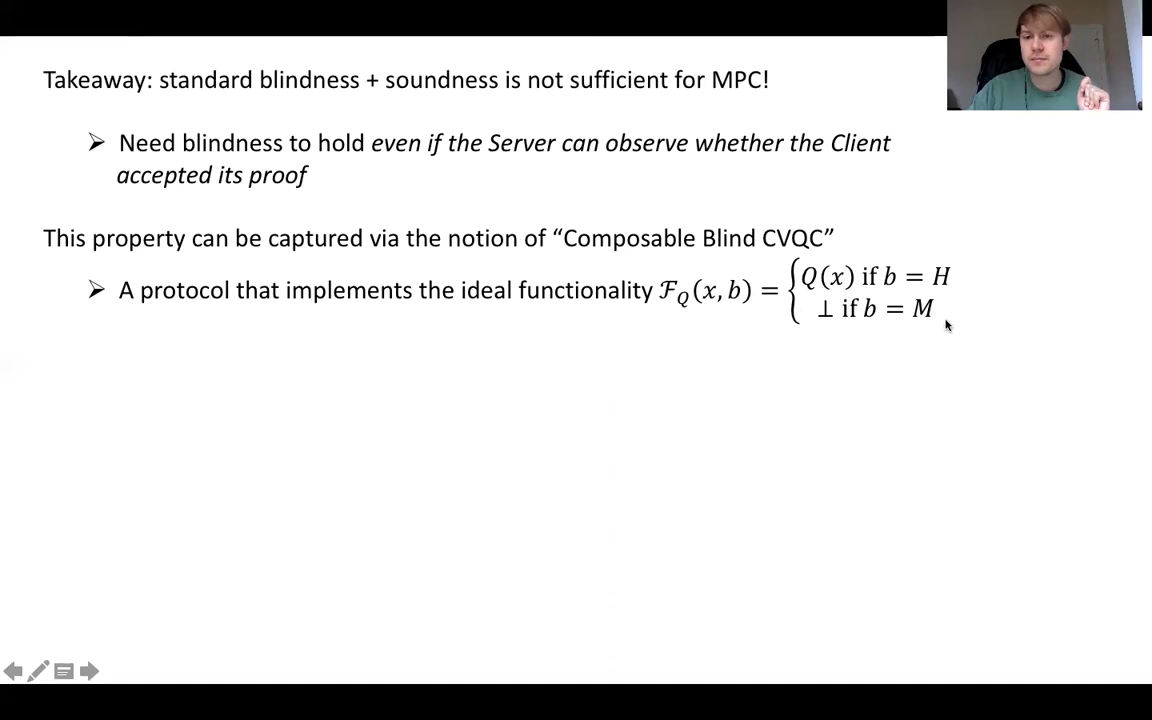 Takeaway: standard blindness + soundness is not sufficient for MPC!
➢ Need blindness to hold even if the Server can observe whether the Client
accepted its proof
This property can be captured via the notion of “Composable Blind CVQC”
➢ A protocol that implements the ideal functionality ℱ_Q(x, b) = { Q(x) if b = H
⊥ if b = M